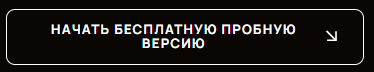 НАЧАТЬ БЕСПЛАТНУЮ ПРОБНУЮ
ВЕРСИЮ